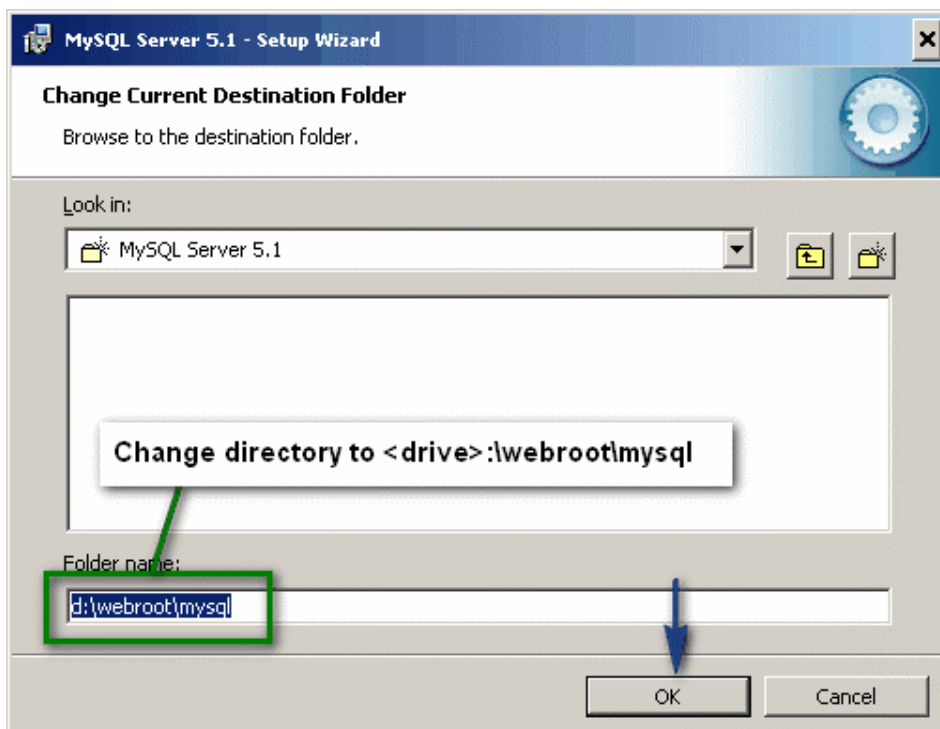 MySQL Server 5.1 - Setup Wizard
Change Current Destination Folder
Browse to the destination folder.
Look in:
MySQL Server 5.1
Change directory to <drive>:\webroot\mysql
Folder name:
d:\webroot\mysql
OK
Cancel